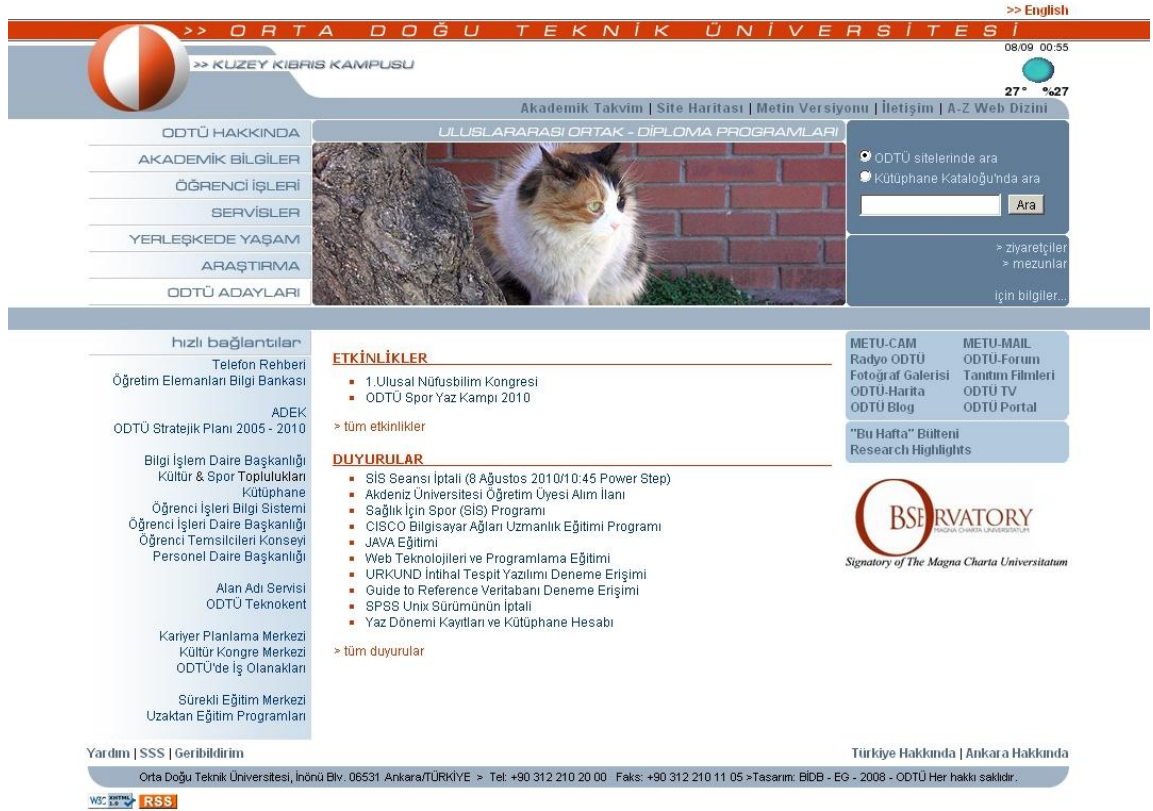 >> English
>> ORTA DOĞU TEKNİK ÜNİVERSİTESİ
08/09 00:55
>> KUZEY KIBRIS KAMPUSU
27° %27
Akademik Takvim | Site Haritası | Metin Versiyonu | İletişim | A-Z Web Dizini
ODTÜ HAKKINDA
AKADEMİK BİLGİLER
ÖĞRENCİ İŞLERİ
SERVİSLER
YERLEŞKEDE YAŞAM
ARAŞTIRMA
ODTÜ ADAYLARI
ULUSLARARASI ORTAK - DİPLOMA PROGRAMLARI
ODTÜ sitelerinde ara
Kütüphane Kataloğu'nda ara
Ara
> ziyaretçiler
> mezunlar
için bilgiler...
hızlı bağlantılar
Telefon Rehberi
Öğretim Elemanları Bilgi Bankası
ADEK
ODTÜ Stratejik Planı 2005 - 2010
Bilgi İşlem Daire Başkanlığı
Kültür & Spor Toplulukları
Kütüphane
Öğrenci İşleri Bilgi Sistemi
Öğrenci İşleri Daire Başkanlığı
Öğrenci Temsilcileri Konseyi
Personel Daire Başkanlığı
Alan Adı Servisi
ODTÜ Teknokent
Kariyer Planlama Merkezi
Kültür Kongre Merkezi
ODTÜ'de İş Olanakları
Sürekli Eğitim Merkezi
Uzaktan Eğitim Programları
ETKİNLİKLER
1.Ulusal Nüfusbilim Kongresi
ODTÜ Spor Yaz Kampı 2010
> tüm etkinlikler
DUYURULAR
SİS Seansı İptali (8 Ağustos 2010/10:45 Power Step)
Akdeniz Üniversitesi Öğretim Üyesi Alım İlanı
Sağlık İçin Spor (SİS) Programı
CISCO Bilgisayar Ağları Uzmanlık Eğitimi Programı
JAVA Eğitimi
Web Teknolojileri ve Programlama Eğitimi
URKUND İntihal Tespit Yazılımı Deneme Erişimi
Guide to Reference Veritabanı Deneme Erişimi
SPSS Unix Sürümünün İptali
Yaz Dönemi Kayıtları ve Kütüphane Hesabı
> tüm duyurular
METU-CAM METU-MAIL
Radyo ODTÜ ODTÜ-Forum
Fotoğraf Galerisi Tanıtım Filmleri
ODTÜ-Harita ODTÜ TV
ODTÜ Blog ODTÜ Portal
"Bu Hafta" Bülteni
Research Highlights
OBSERVATORY
MAGNA CHARTA UNIVERSITATUM
Signatory of The Magna Charta Universitatum
Yardım | SSS | Geribildirim
Türkiye Hakkında | Ankara Hakkında
Orta Doğu Teknik Üniversitesi, İnönü Blv. 06531 Ankara/TÜRKİYE > Tel: +90 312 210 20 00 Faks: +90 312 210 11 05 >Tasarım: BİDB - EG - 2008 - ODTÜ Her hakkı saklıdır.
W3C XHTML 1.0 RSS